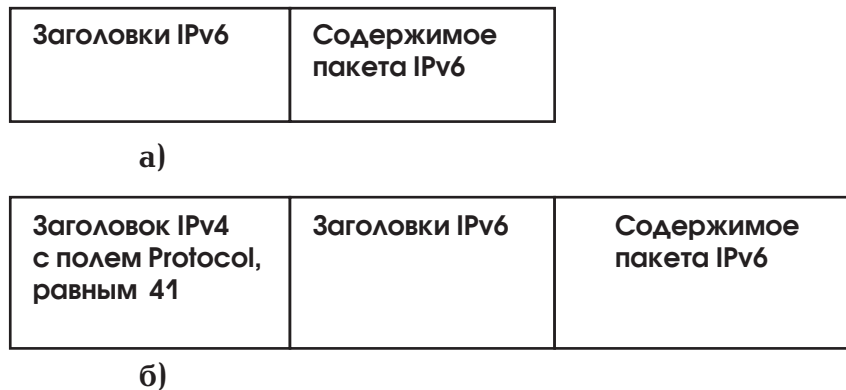 Заголовки IPv6
Содержимое
пакета IPv6
а)
Заголовок IPv4
с полем Protocol,
равным 41
Заголовки IPv6
Содержимое
пакета IPv6
б)